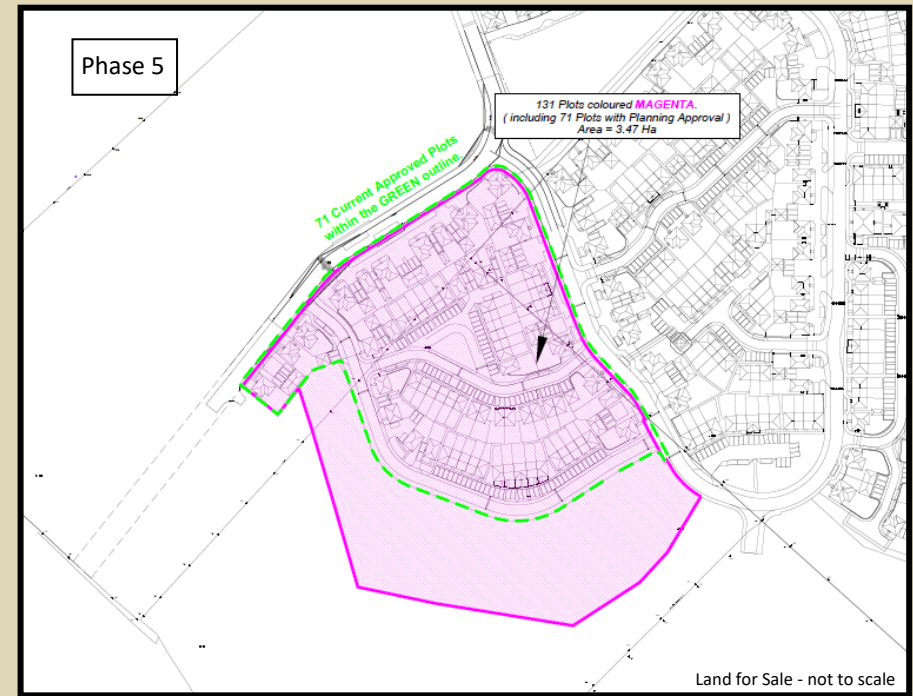 Phase 5
131 Plots coloured MAGENTA.
( including 71 Plots with Planning Approval )
Area = 3.47 Ha
71 Current Approved Plots
within the GREEN outline
Land for Sale - not to scale